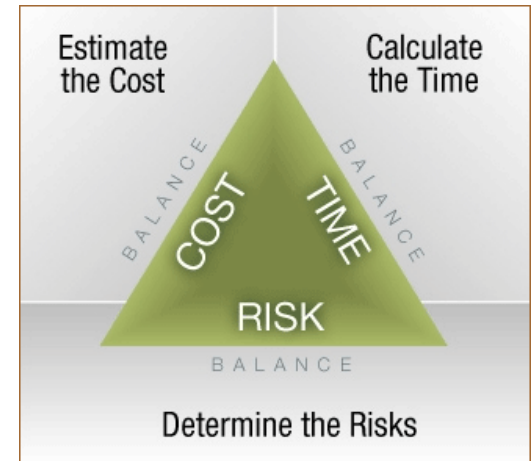 Estimate
the Cost
Calculate
the Time
BALANCE
BALANCE
COST
TIME
RISK
BALANCE
Determine the Risks